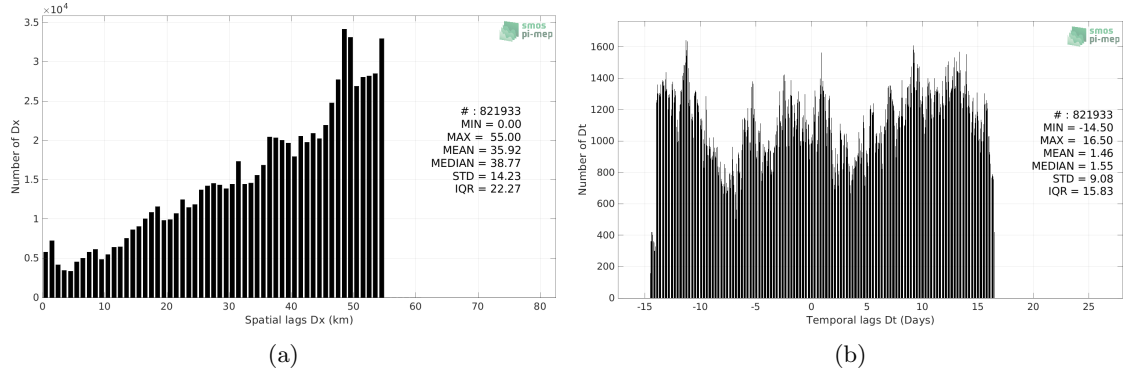 ×10⁴
3.5
3
2.5
2
1.5
1
0.5
0
Number of Dx
smos
pi-mep
# : 821933
MIN = 0.00
MAX = 55.00
MEAN = 35.92
MEDIAN = 38.77
STD = 14.23
IQR = 22.27
0 10 20 30 40 50 60 70 80
Spatial lags Dx (km)
(a)
1600
1400
1200
1000
800
600
400
200
0
Number of Dt
smos
pi-mep
# : 821933
MIN = -14.50
MAX = 16.50
MEAN = 1.46
MEDIAN = 1.55
STD = 9.08
IQR = 15.83
-15 -10 -5 0 5 10 15 20 25
Temporal lags Dt (Days)
(b)